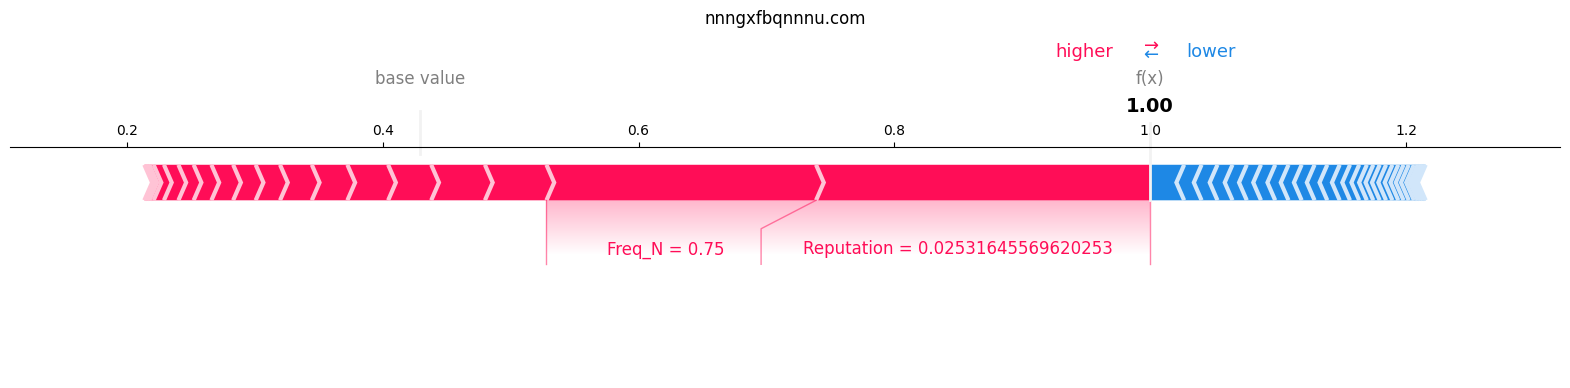 nnngxfbqnnnu.com
higher ⇄ lower
base value f(x)
1.00
0.2 0.4 0.6 0.8 1.0 1.2
Freq_N = 0.75 Reputation = 0.02531645569620253